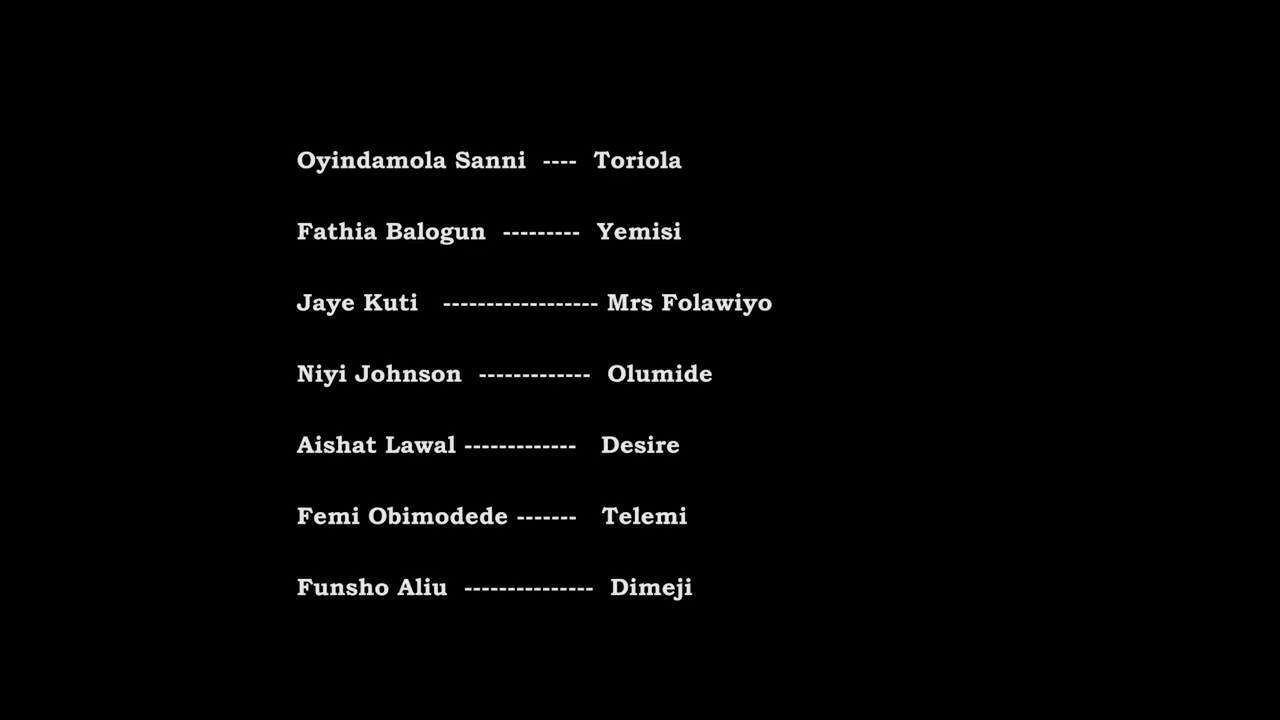 Oyindamola Sanni ---- Toriola
Fathia Balogun --------- Yemisi
Jaye Kuti ------------------ Mrs Folawiyo
Niyi Johnson ------------- Olumide
Aishat Lawal ------------- Desire
Femi Obimodede ------- Telemi
Funsho Aliu --------------- Dimeji